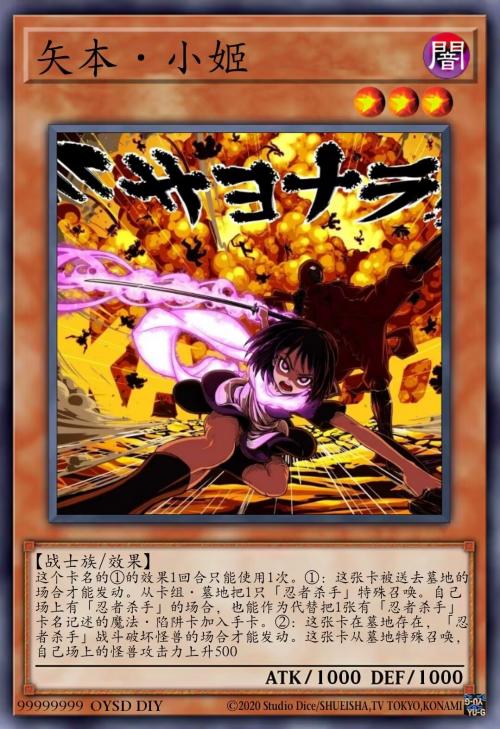 矢本・小姬
闇
サヨナラ
【战士族/效果】
这个卡名的①的效果1回合只能使用1次。①：这张卡被送去墓地的
场合才能发动。从卡组・墓地把1只「忍者杀手」特殊召唤。自己
场上有「忍者杀手」的场合，也能作为代替把1张有「忍者杀手」
卡名记述的魔法・陷阱卡加入手卡。②：这张卡在墓地存在，「忍
者杀手」战斗破坏怪兽的场合才能发动。这张卡从墓地特殊召唤，
自己场上的怪兽攻击力上升500
ATK/1000 DEF/1000
99999999 OYSD DIY ©2020 Studio Dice/SHUEISHA,TV TOKYO,KONAMI